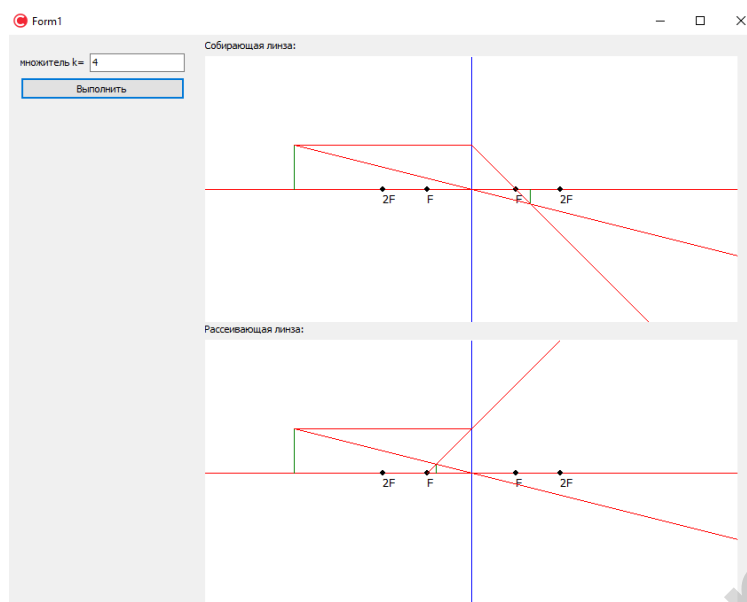 Form1
Собирающая линза:
множитель k= 4
Выполнить
2F F F 2F
Рассеивающая линза:
2F F F 2F